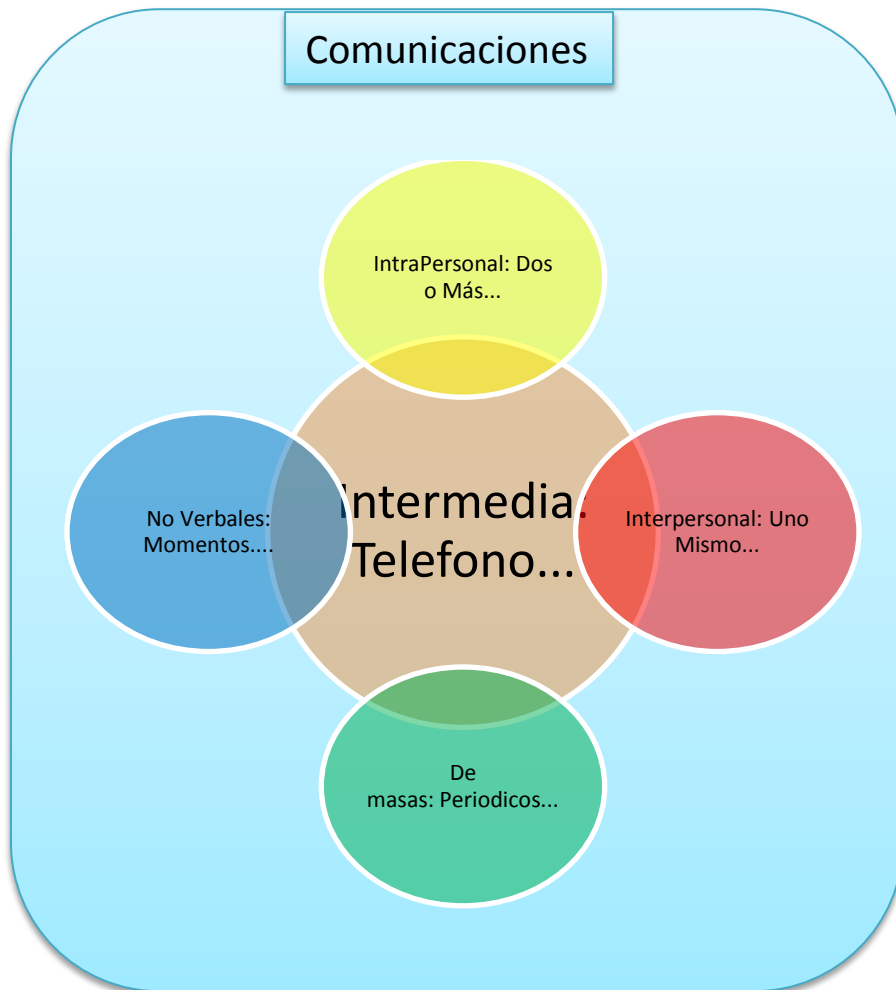 Comunicaciones
IntraPersonal: Dos
o Más...
No Verbales:
Momentos....
Intermedia:
Telefono...
Interpersonal: Uno
Mismo...
De
masas: Periodicos...